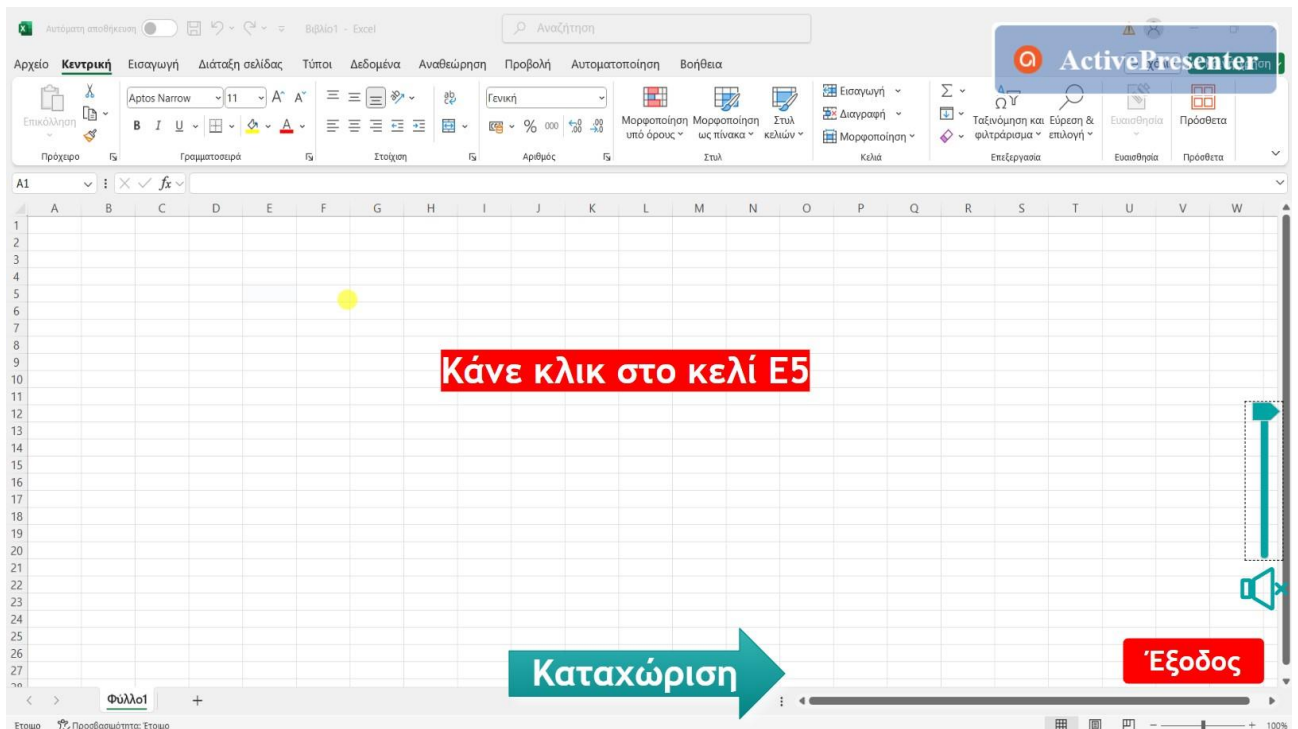 Αυτόματη αποθήκευση Βιβλίο1 - Excel Αναζήτηση
ActivePresenter
Αρχείο Κεντρική Εισαγωγή Διάταξη σελίδας Τύποι Δεδομένα Αναθεώρηση Προβολή Αυτοματοποίηση Βοήθεια
Επικόλληση
Aptos Narrow 11
B I U
Γενική
% 000
Μορφοποίηση υπό όρους
Μορφοποίηση ως πίνακα
Στυλ κελιών
Εισαγωγή
Διαγραφή
Μορφοποίηση
Ταξινόμηση και φιλτράρισμα
Εύρεση & επιλογή
Ευαισθησία
Πρόσθετα
Πρόχειρο Γραμματοσειρά Στοίχιση Αριθμός Στυλ Κελιά Επεξεργασία Ευαισθησία Πρόσθετα
A1 fx
A B C D E F G H I J K L M N O P Q R S T U V W
1
2
3
4
5
6
7
8
9
10
11
12
13
14
15
16
17
18
19
20
21
22
23
24
25
26
27
28
Κάνε κλικ στο κελί E5
Καταχώριση
Έξοδος
Φύλλο1 +
Έτοιμο Προσβασιμότητα: Έτοιμο 100%